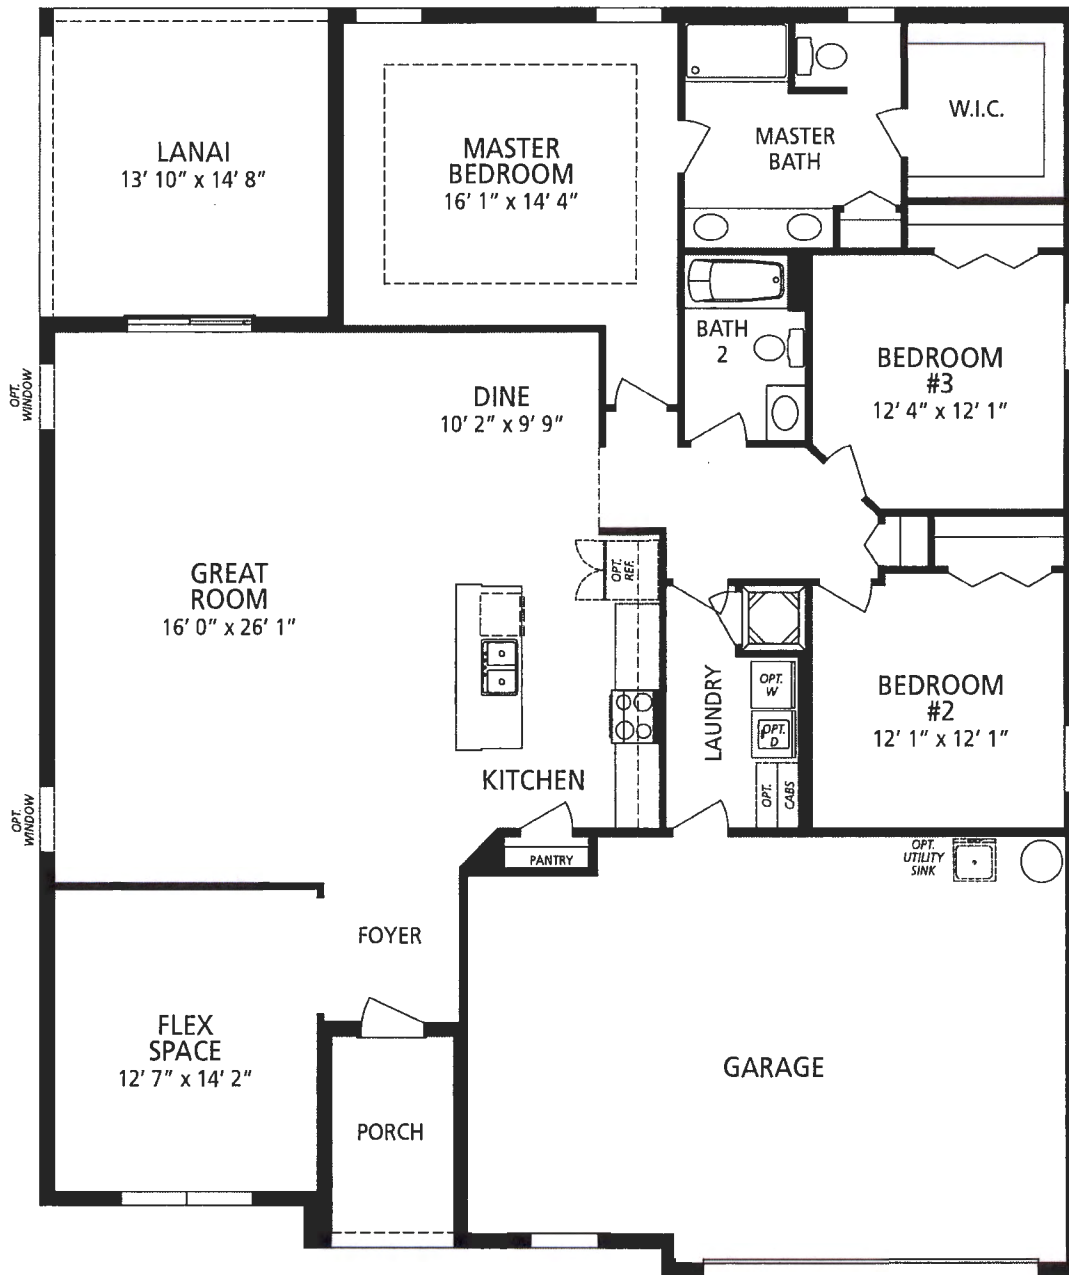 LANAI
13' 10" x 14' 8"
MASTER
BEDROOM
16' 1" x 14' 4"
MASTER
BATH
W.I.C.
BATH
2
BEDROOM
#3
12' 4" x 12' 1"
OPT.
WINDOW
DINE
10' 2" x 9' 9"
GREAT
ROOM
16' 0" x 26' 1"
OPT.
REF.
LAUNDRY
OPT.
W
OPT.
D
OPT.
CABS
BEDROOM
#2
12' 1" x 12' 1"
KITCHEN
OPT.
WINDOW
PANTRY
OPT.
UTILITY
SINK
FOYER
FLEX
SPACE
12' 7" x 14' 2"
PORCH
GARAGE